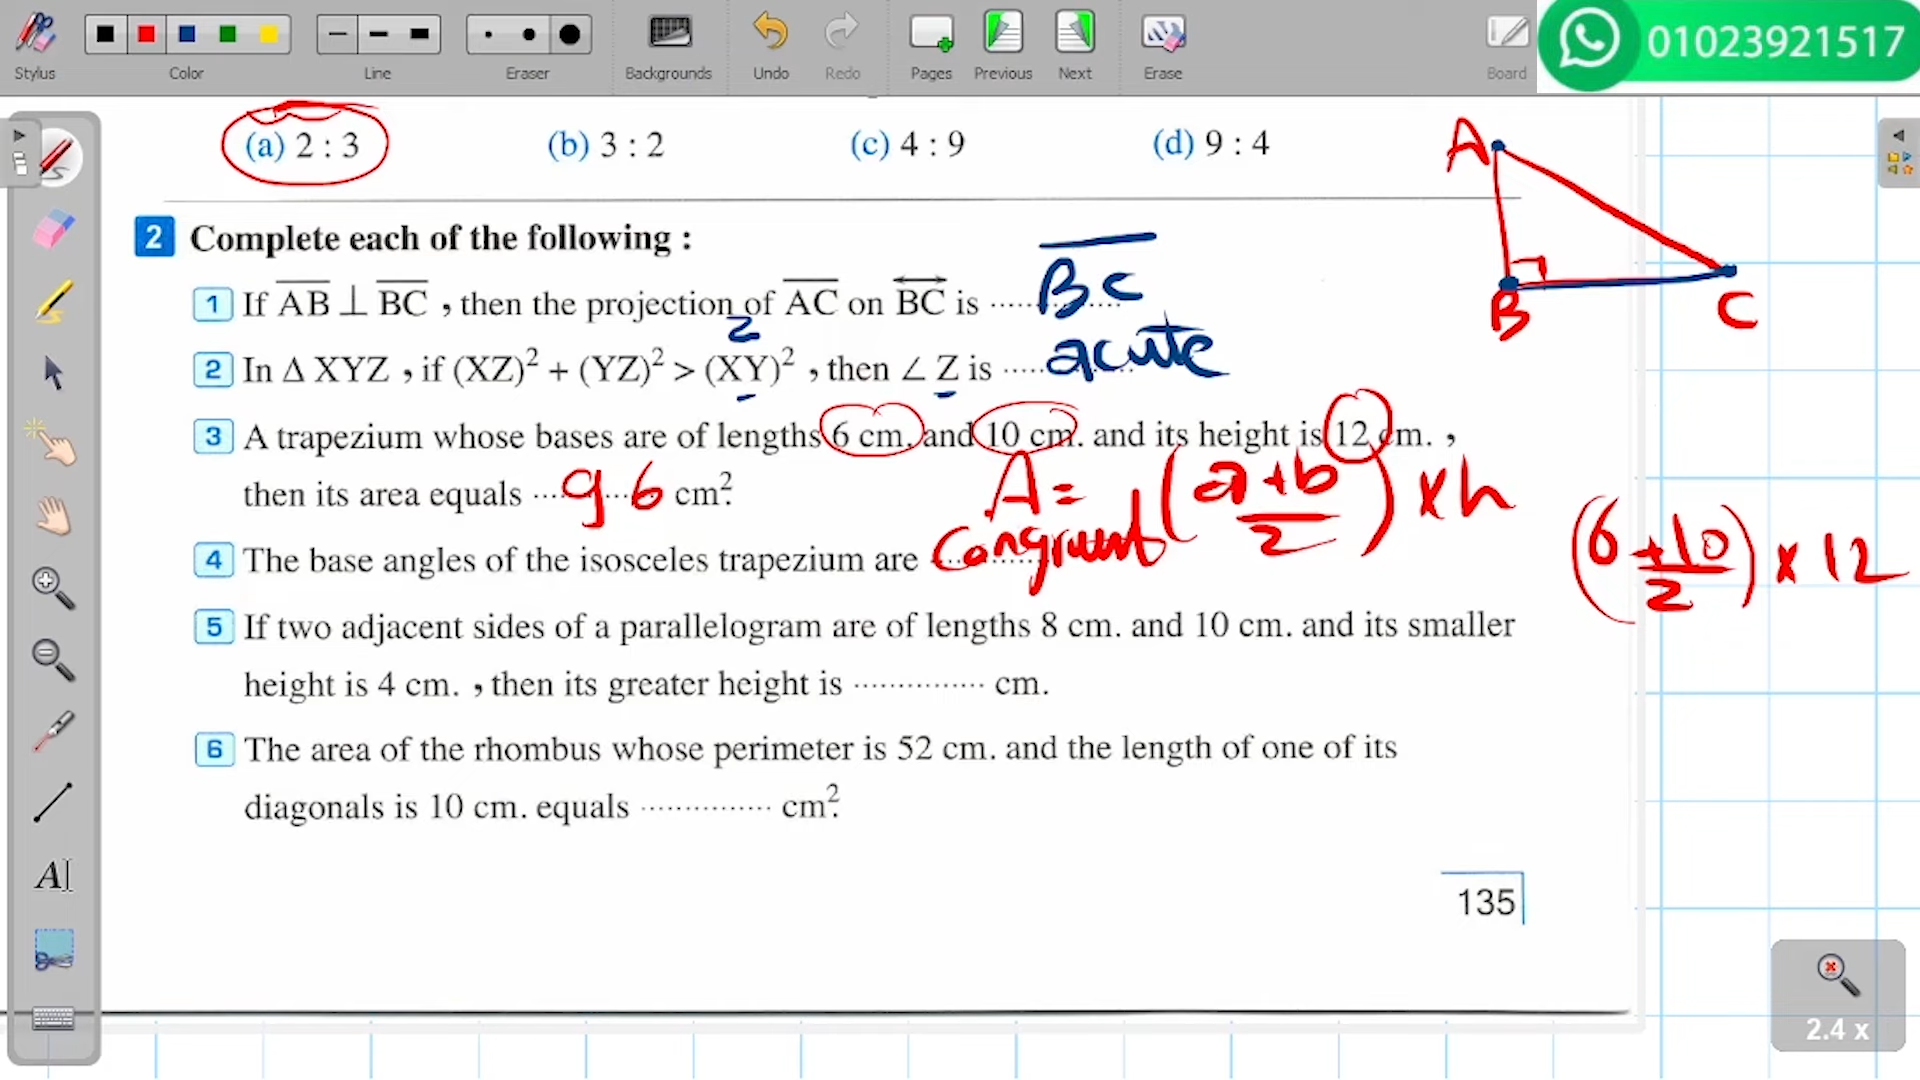 Stylus Color Line Eraser Backgrounds Undo Redo Pages Previous Next Erase Board
01023921517
(a) 2 : 3 (b) 3 : 2 (c) 4 : 9 (d) 9 : 4
A
B
C
2 Complete each of the following :
1 If AB ⊥ BC , then the projection of AC on BC is ............... BC
2 In Δ XYZ , if (XZ)² + (YZ)² > (XY)² , then ∠ Z is ............... acute
Z
3 A trapezium whose bases are of lengths 6 cm. and 10 cm. and its height is 12 cm. ,
then its area equals ............... 96 cm².
A = (a+b/2) × h
(6+10/2) × 12
4 The base angles of the isosceles trapezium are ............... congruent
5 If two adjacent sides of a parallelogram are of lengths 8 cm. and 10 cm. and its smaller
height is 4 cm. , then its greater height is ............... cm.
6 The area of the rhombus whose perimeter is 52 cm. and the length of one of its
diagonals is 10 cm. equals ............... cm².
135
2.4 x